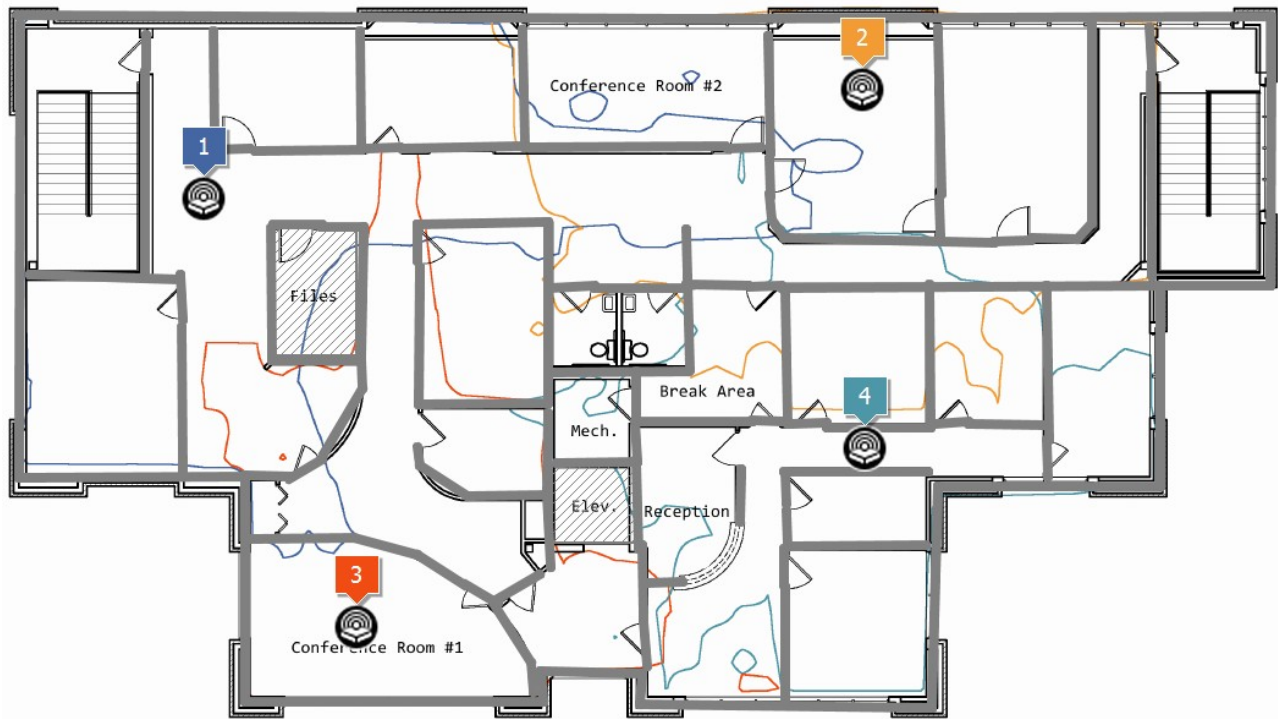 2
Conference Room #2
1
Files
Break Area
4
Mech.
Elev.
Reception
3
Conference Room #1